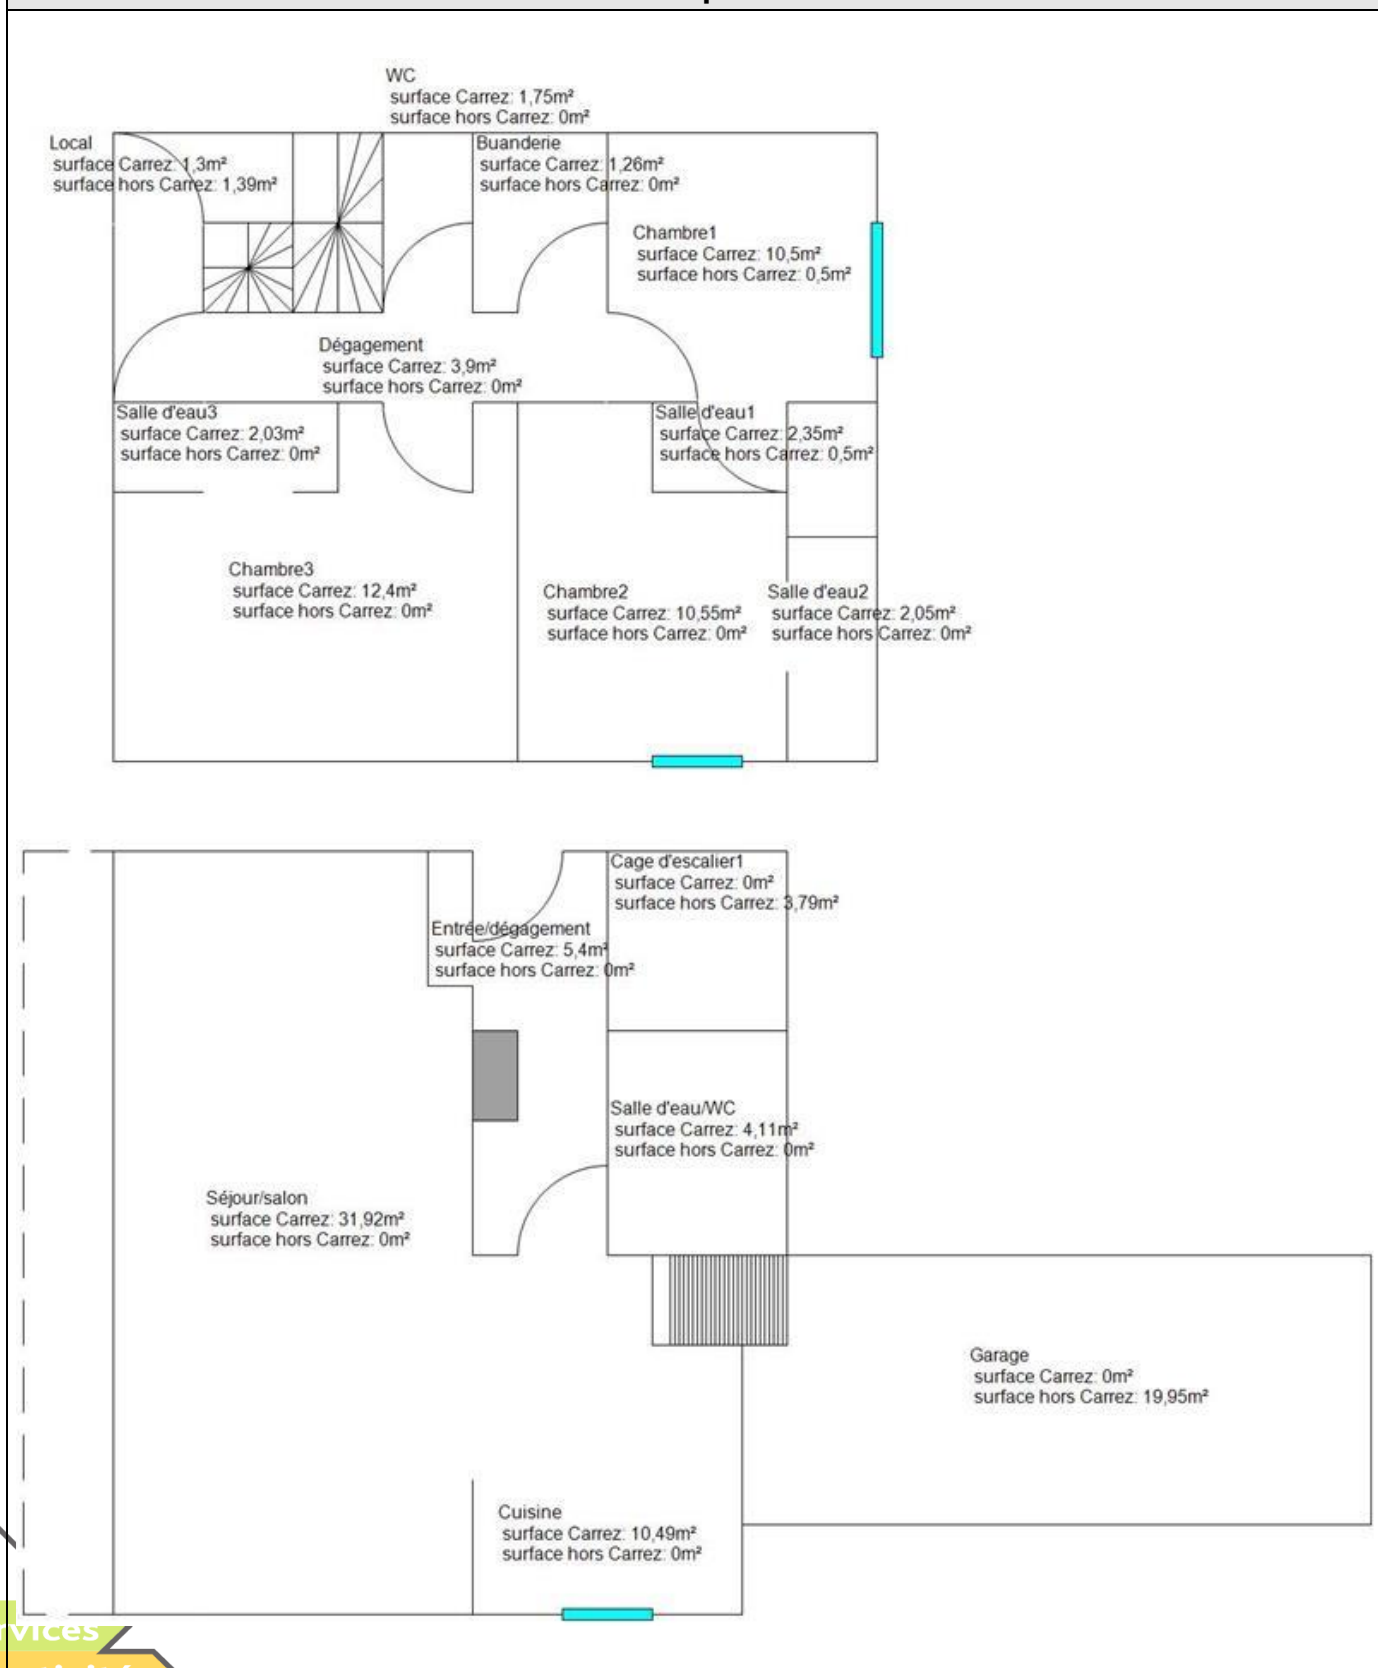 WC
surface Carrez: 1,75m²
surface hors Carrez: 0m²
Local
surface Carrez: 1,3m²
surface hors Carrez: 1,39m²
Buanderie
surface Carrez: 1,26m²
surface hors Carrez: 0m²
Chambre1
surface Carrez: 10,5m²
surface hors Carrez: 0,5m²
Dégagement
surface Carrez: 3,9m²
surface hors Carrez: 0m²
Salle d'eau3
surface Carrez: 2,03m²
surface hors Carrez: 0m²
Salle d'eau1
surface Carrez: 2,35m²
surface hors Carrez: 0,5m²
Chambre3
surface Carrez: 12,4m²
surface hors Carrez: 0m²
Chambre2
surface Carrez: 10,55m²
surface hors Carrez: 0m²
Salle d'eau2
surface Carrez: 2,05m²
surface hors Carrez: 0m²
Cage d'escalier1
surface Carrez: 0m²
surface hors Carrez: 3,79m²
Entrée/dégagement
surface Carrez: 5,4m²
surface hors Carrez: 0m²
Salle d'eau/WC
surface Carrez: 4,11m²
surface hors Carrez: 0m²
Séjour/salon
surface Carrez: 31,92m²
surface hors Carrez: 0m²
Garage
surface Carrez: 0m²
surface hors Carrez: 19,95m²
Cuisine
surface Carrez: 10,49m²
surface hors Carrez: 0m²